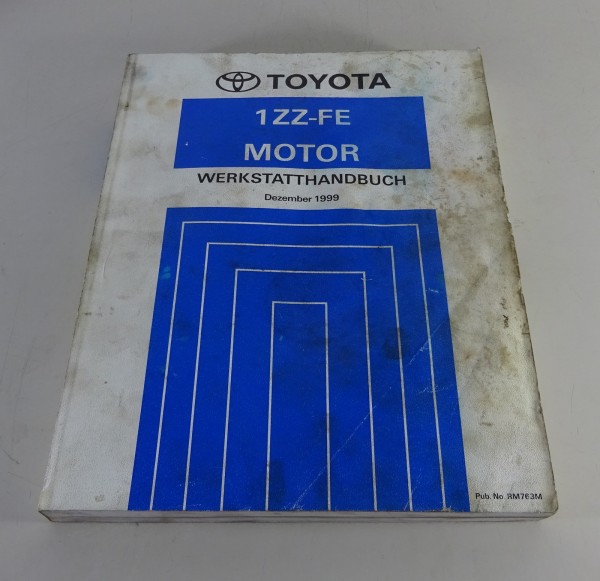 TOYOTA
1ZZ-FE
MOTOR
WERKSTATTHANDBUCH
Dezember 1999
Pub. No. RM763M